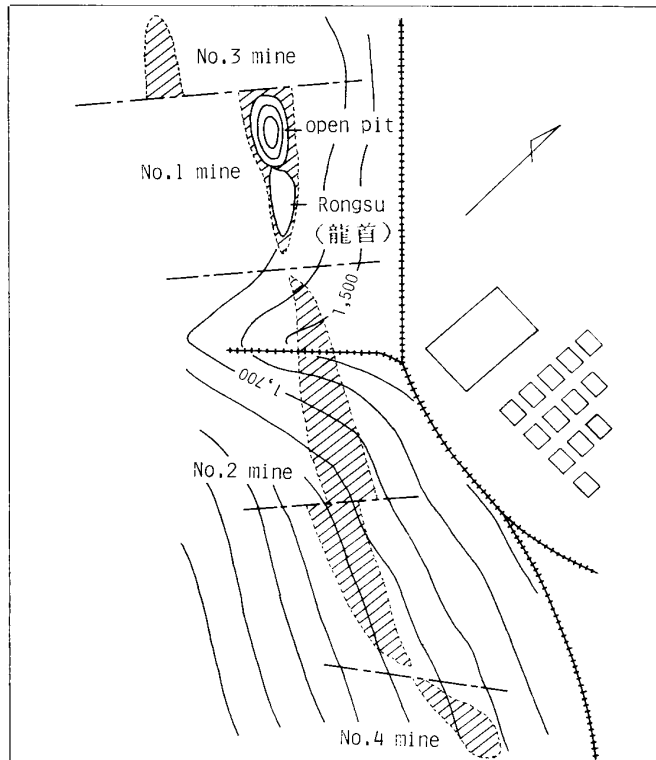 No.3 mine
open pit
No.1 mine
Rongsu
(龍首)
1,500
1,700
No.2 mine
No.4 mine